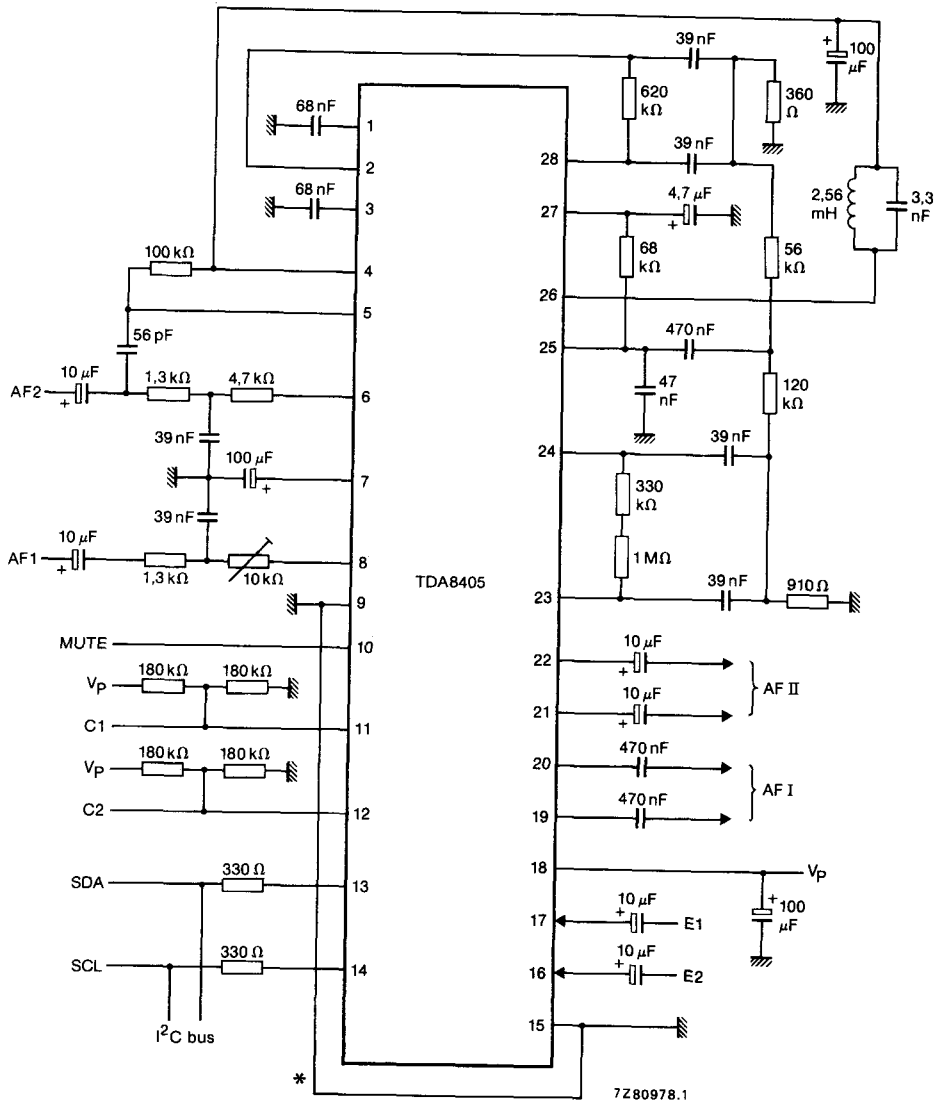 39 nF
+ 100 µF
68 nF
620 kΩ
360 Ω
1
2
28
39 nF
68 nF
3
27
4,7 µF
+
2,56 mH
3,3 nF
100 kΩ
68 kΩ
56 kΩ
4
26
5
56 pF
25
470 nF
10 µF
AF2
+
1,3 kΩ
4,7 kΩ
6
47 nF
120 kΩ
39 nF
24
39 nF
100 µF
+
7
330 kΩ
39 nF
10 µF
AF1
+
1,3 kΩ
10 kΩ
8
1 MΩ
TDA8405
9
23
39 nF
910 Ω
MUTE
10
22
10 µF
+
VP
180 kΩ
180 kΩ
AF II
21
10 µF
+
C1
11
VP
180 kΩ
180 kΩ
20
470 nF
AF I
C2
12
19
470 nF
18
VP
SDA
330 Ω
13
+ 100 µF
17
10 µF
+
E1
SCL
330 Ω
14
16
10 µF
+
E2
I²C bus
15
*
7Z80978.1